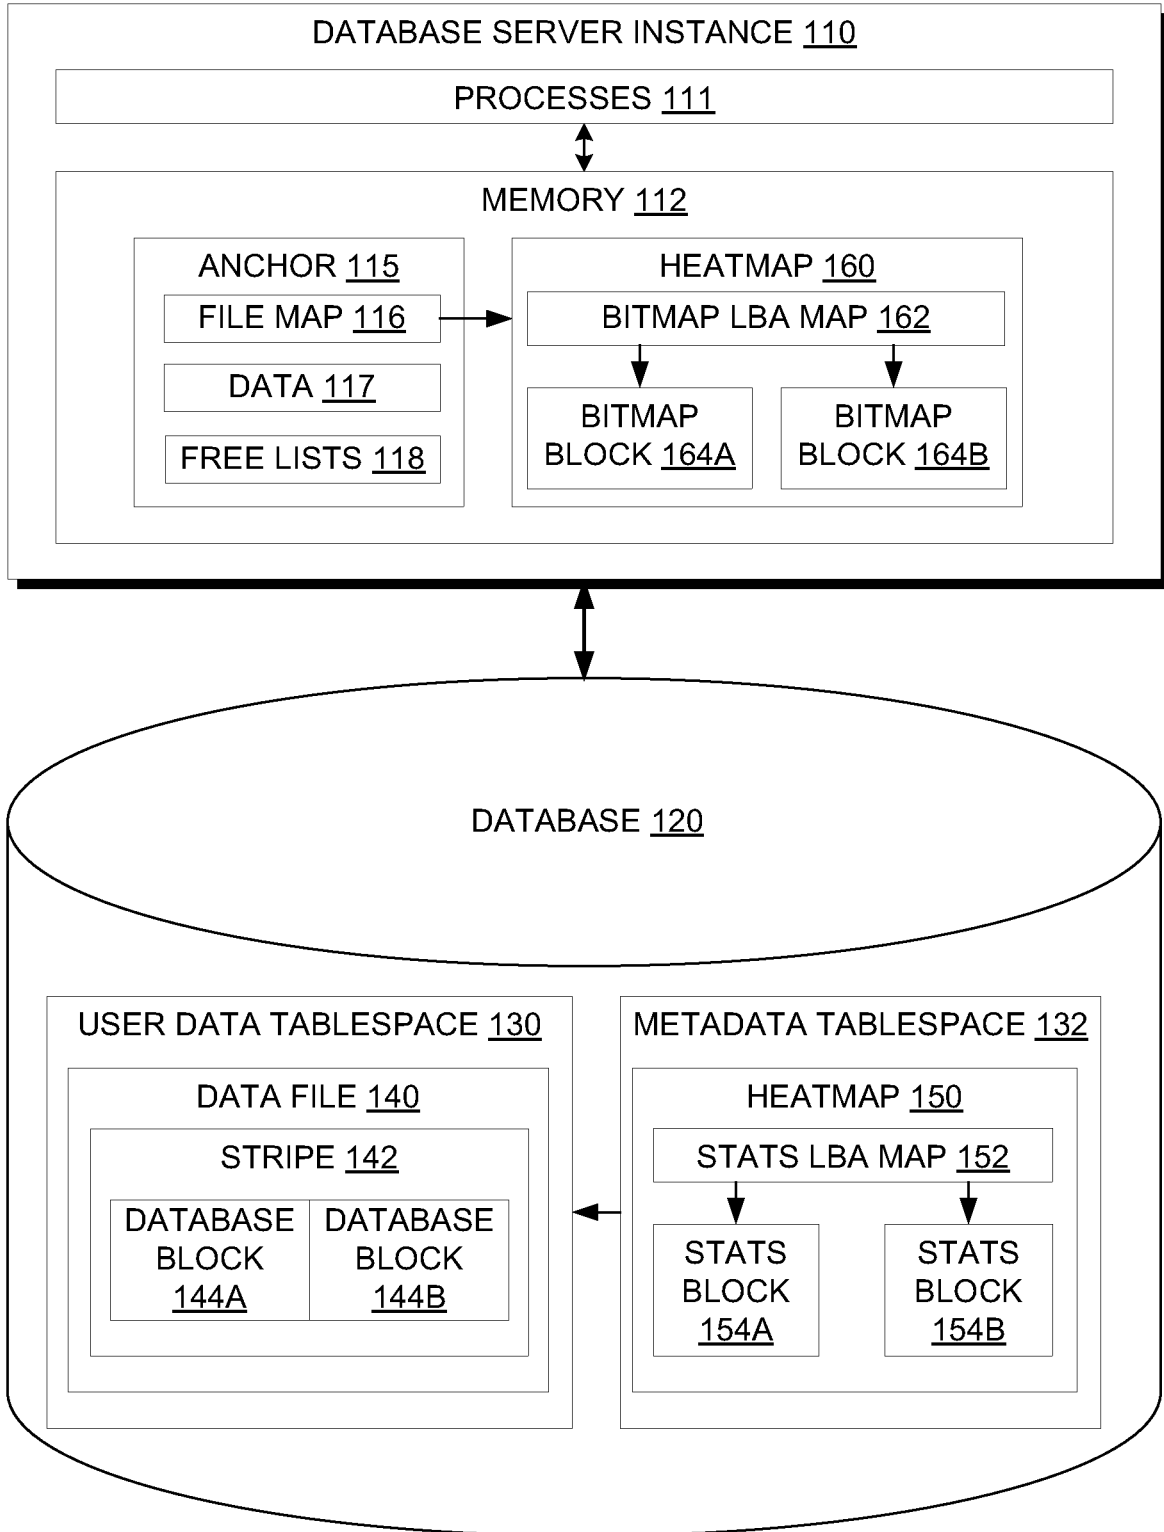 DATABASE SERVER INSTANCE 110
PROCESSES 111
MEMORY 112
ANCHOR 115
FILE MAP 116
DATA 117
FREE LISTS 118
HEATMAP 160
BITMAP LBA MAP 162
BITMAP
BLOCK 164A
BITMAP
BLOCK 164B
DATABASE 120
USER DATA TABLESPACE 130
DATA FILE 140
STRIPE 142
DATABASE
BLOCK
144A
DATABASE
BLOCK
144B
METADATA TABLESPACE 132
HEATMAP 150
STATS LBA MAP 152
STATS
BLOCK
154A
STATS
BLOCK
154B